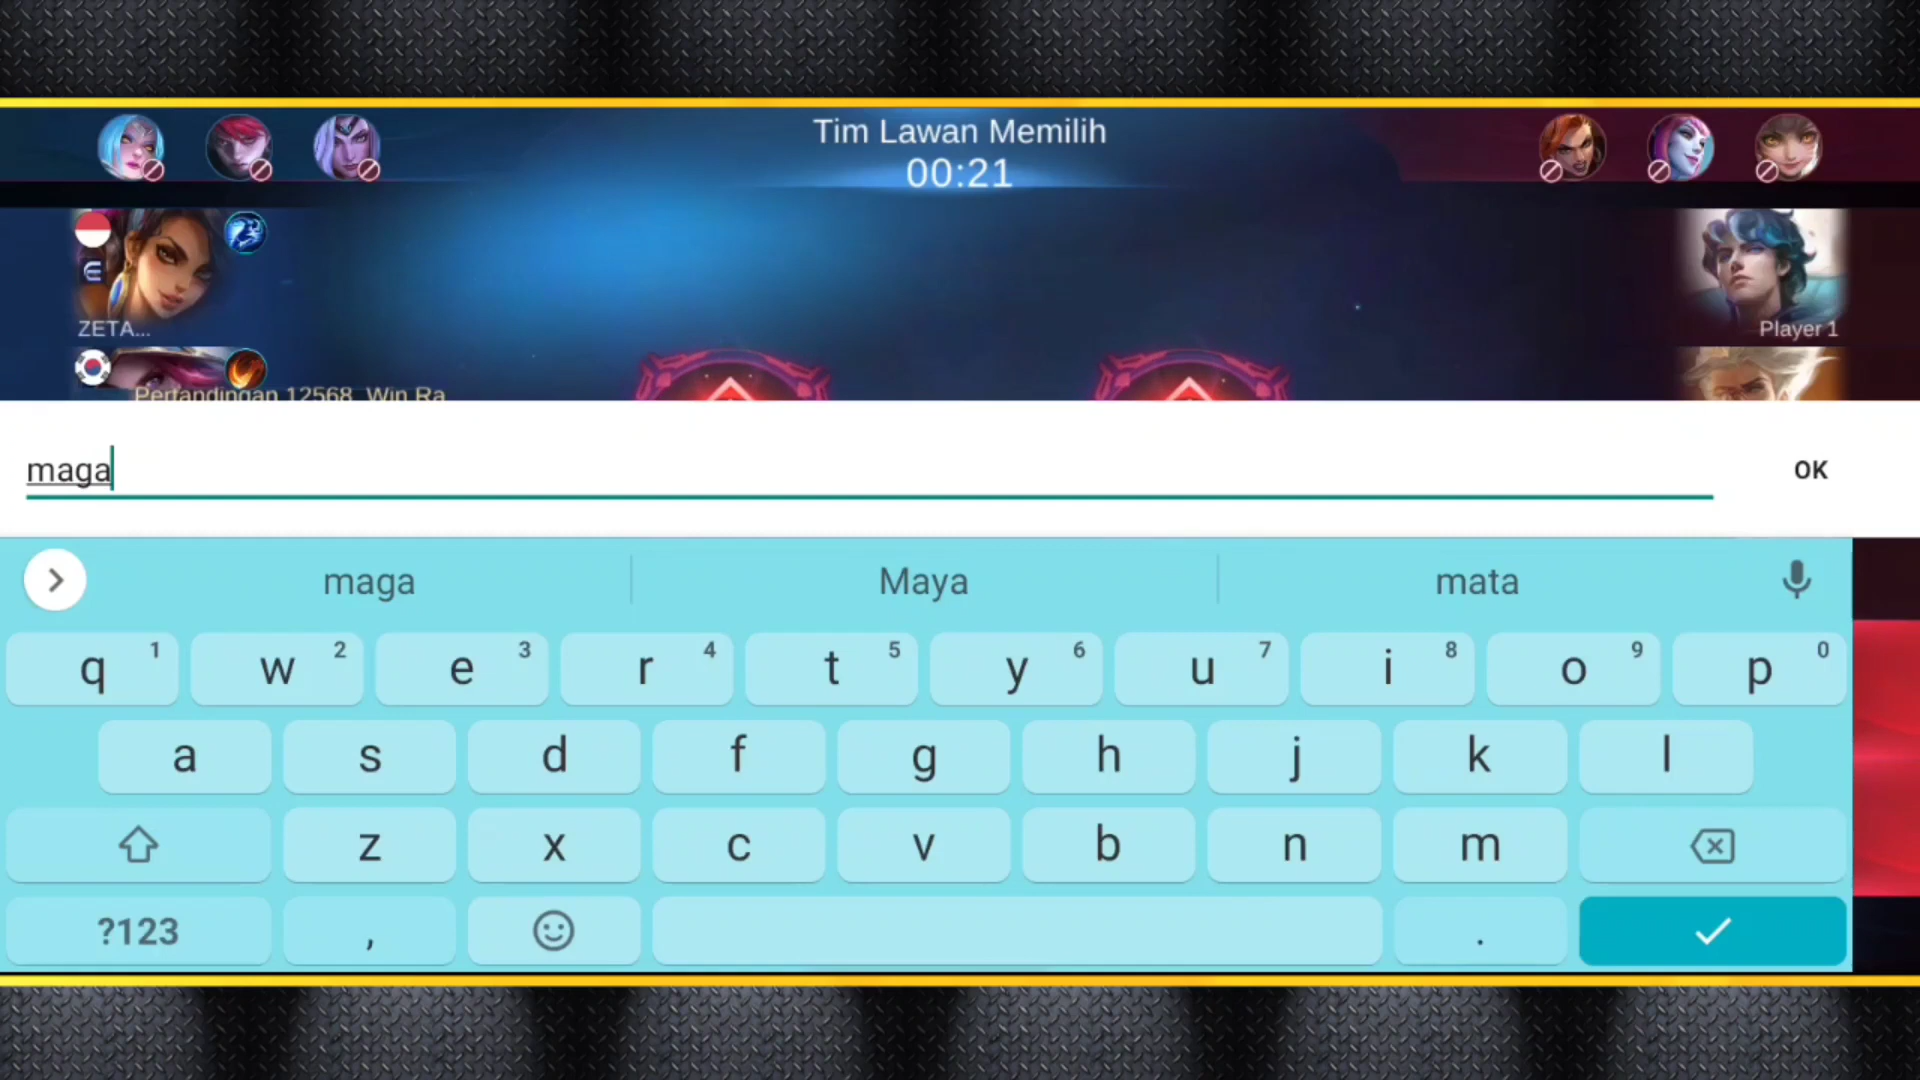 Tim Lawan Memilih
00:21
ZETA...
Player 1
Pertandingan 12568, Win Ra
maga
OK
maga Maya mata
q 1 w 2 e 3 r 4 t 5 y 6 u 7 i 8 o 9 p 0
a s d f g h j k l
z x c v b n m
?123 , .